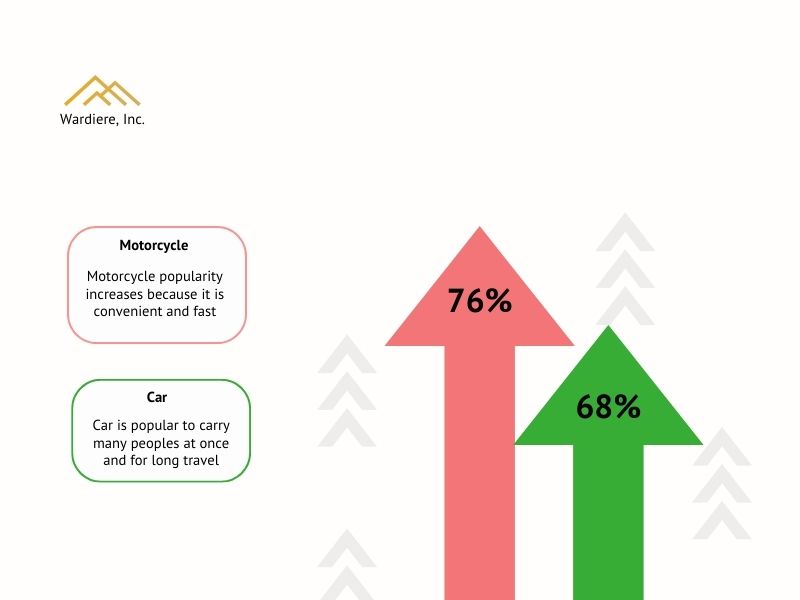 Wardiere, Inc.
Motorcycle
Motorcycle popularity
increases because it is
convenient and fast
76%
Car
Car is popular to carry
many peoples at once
and for long travel
68%